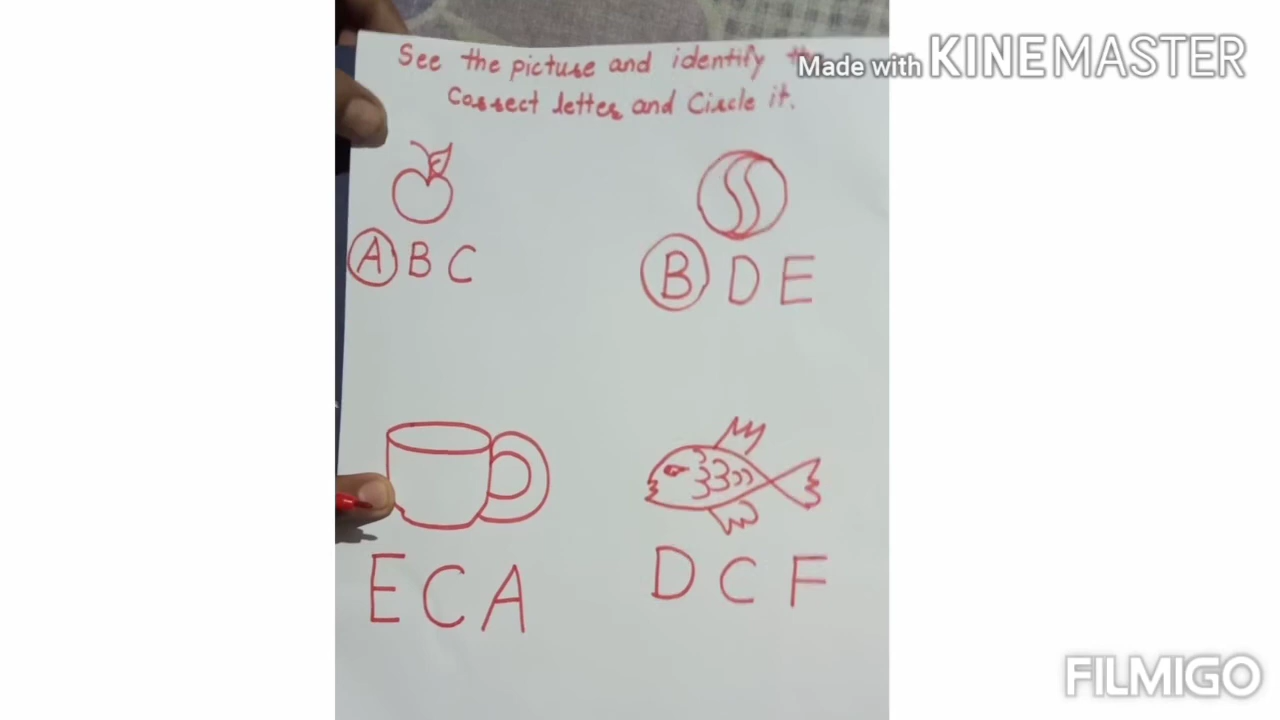 See the picture and identify
Correct letter and Circle it.
Made with KINEMASTER
A B C
B D E
E C A
D C F
FILMIGO